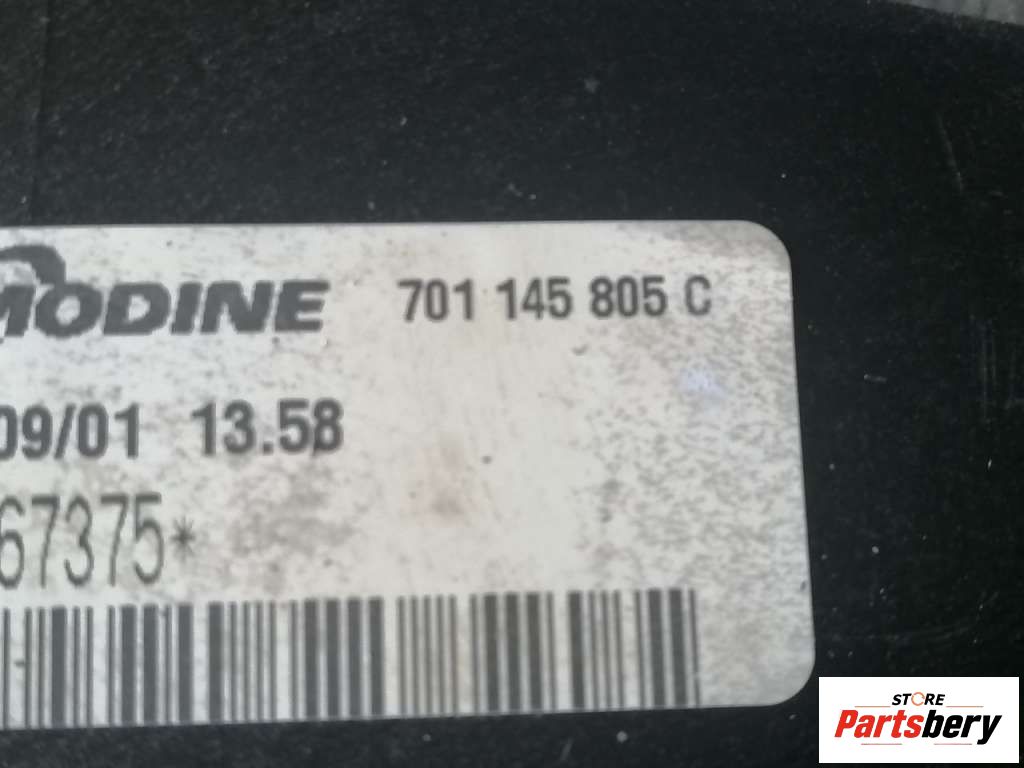 MODINE 701 145 805 C
09/01 13.58
67375*
STORE
Partsbery